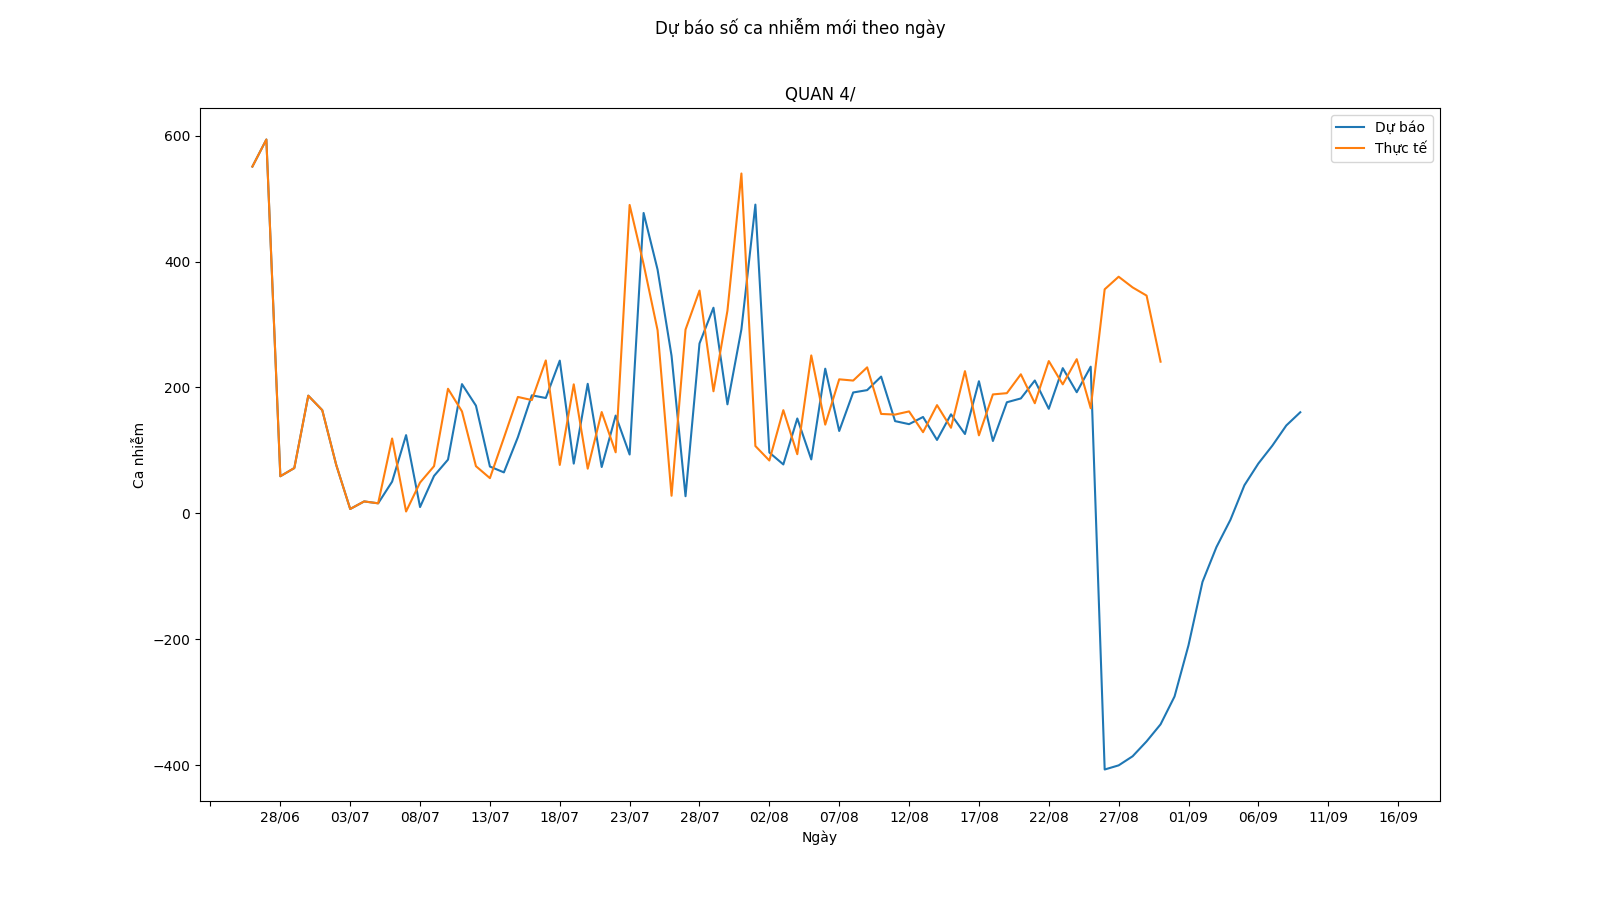 Dự báo số ca nhiễm mới theo ngày
QUAN 4/
Dự báo
Thực tế
600
400
200
0
−200
−400
Ca nhiễm
28/06 03/07 08/07 13/07 18/07 23/07 28/07 02/08 07/08 12/08 17/08 22/08 27/08 01/09 06/09 11/09 16/09
Ngày